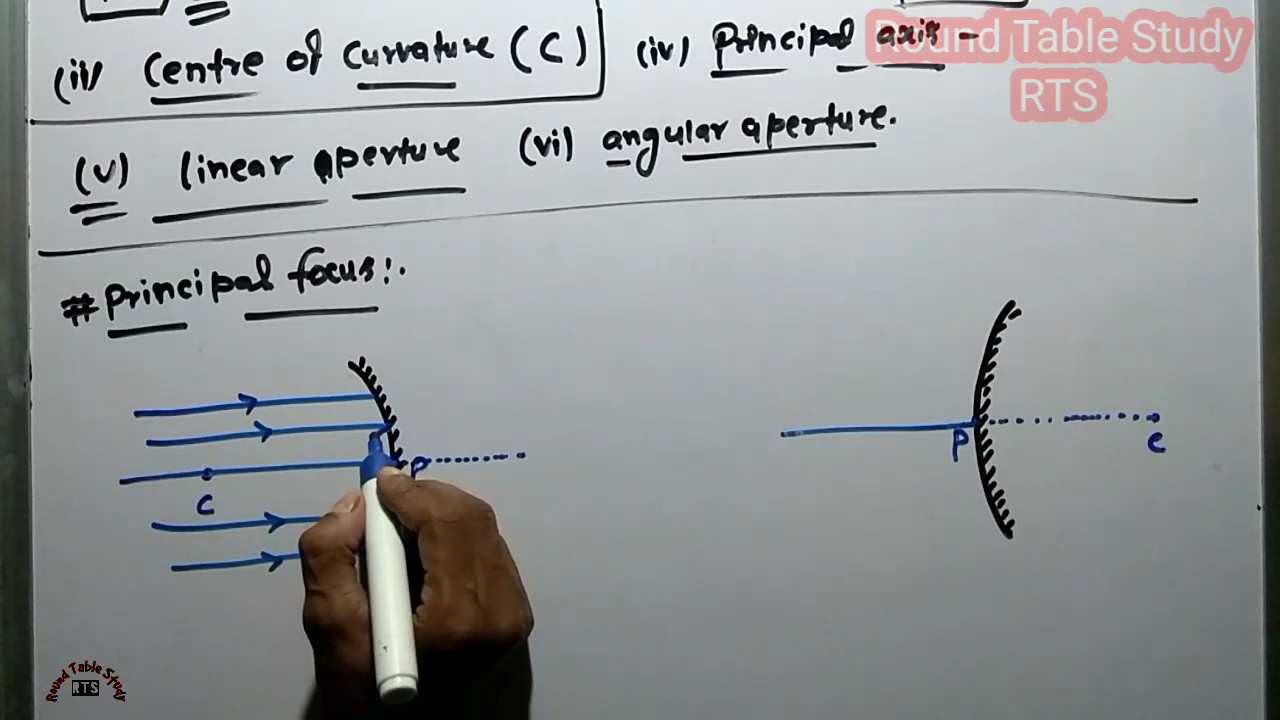 (ii) Centre of Curvature (C)
(iv) Principal axis -
Round Table Study
RTS
(v) linear aperture
(vi) angular aperture.
# Principal focus:.
C
P
P
C
Round Table Study
RTS